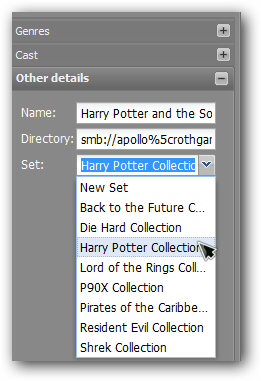 Genres
Cast
Other details
Name: Harry Potter and the So
Directory: smb://apollo%5crothgar
Set: Harry Potter Collectio
New Set
Back to the Future C...
Die Hard Collection
Harry Potter Collection
Lord of the Rings Coll...
P90X Collection
Pirates of the Caribbe...
Resident Evil Collection
Shrek Collection